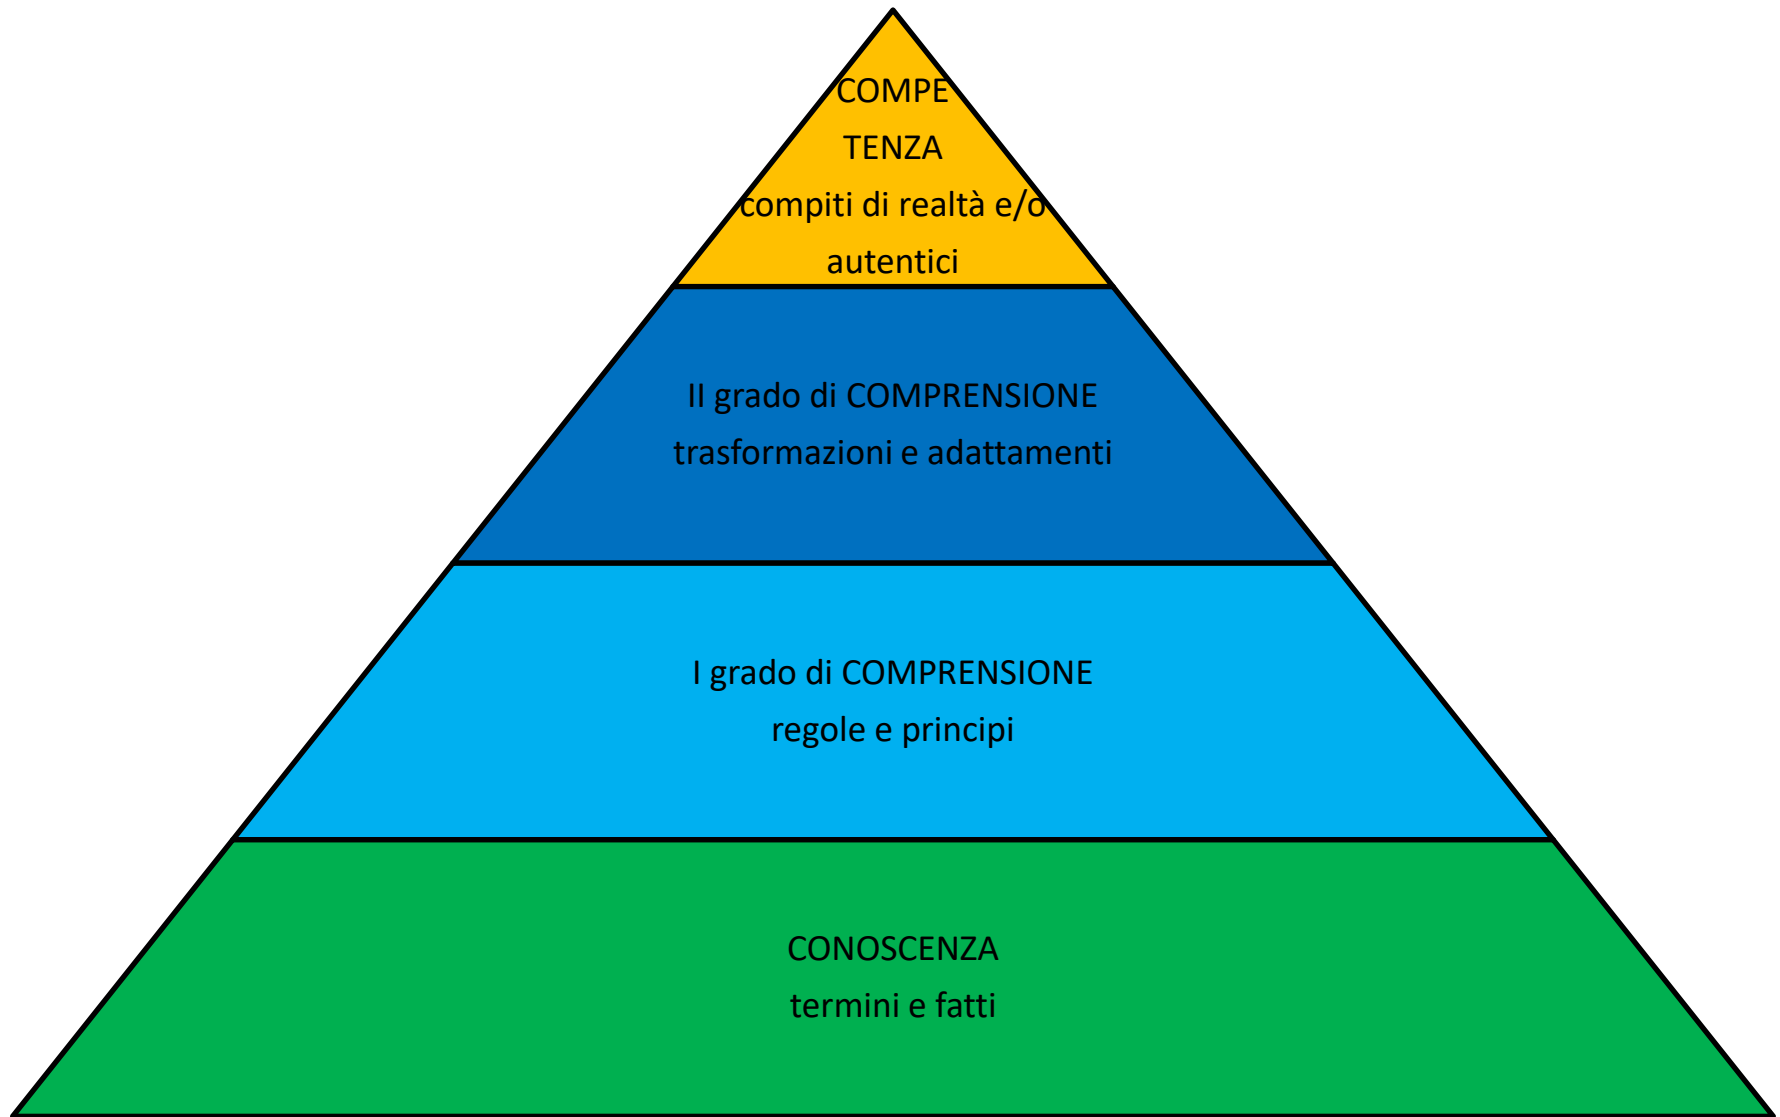 COMPE
TENZA
compiti di realtà e/o
autentici
II grado di COMPRENSIONE
trasformazioni e adattamenti
I grado di COMPRENSIONE
regole e principi
CONOSCENZA
termini e fatti